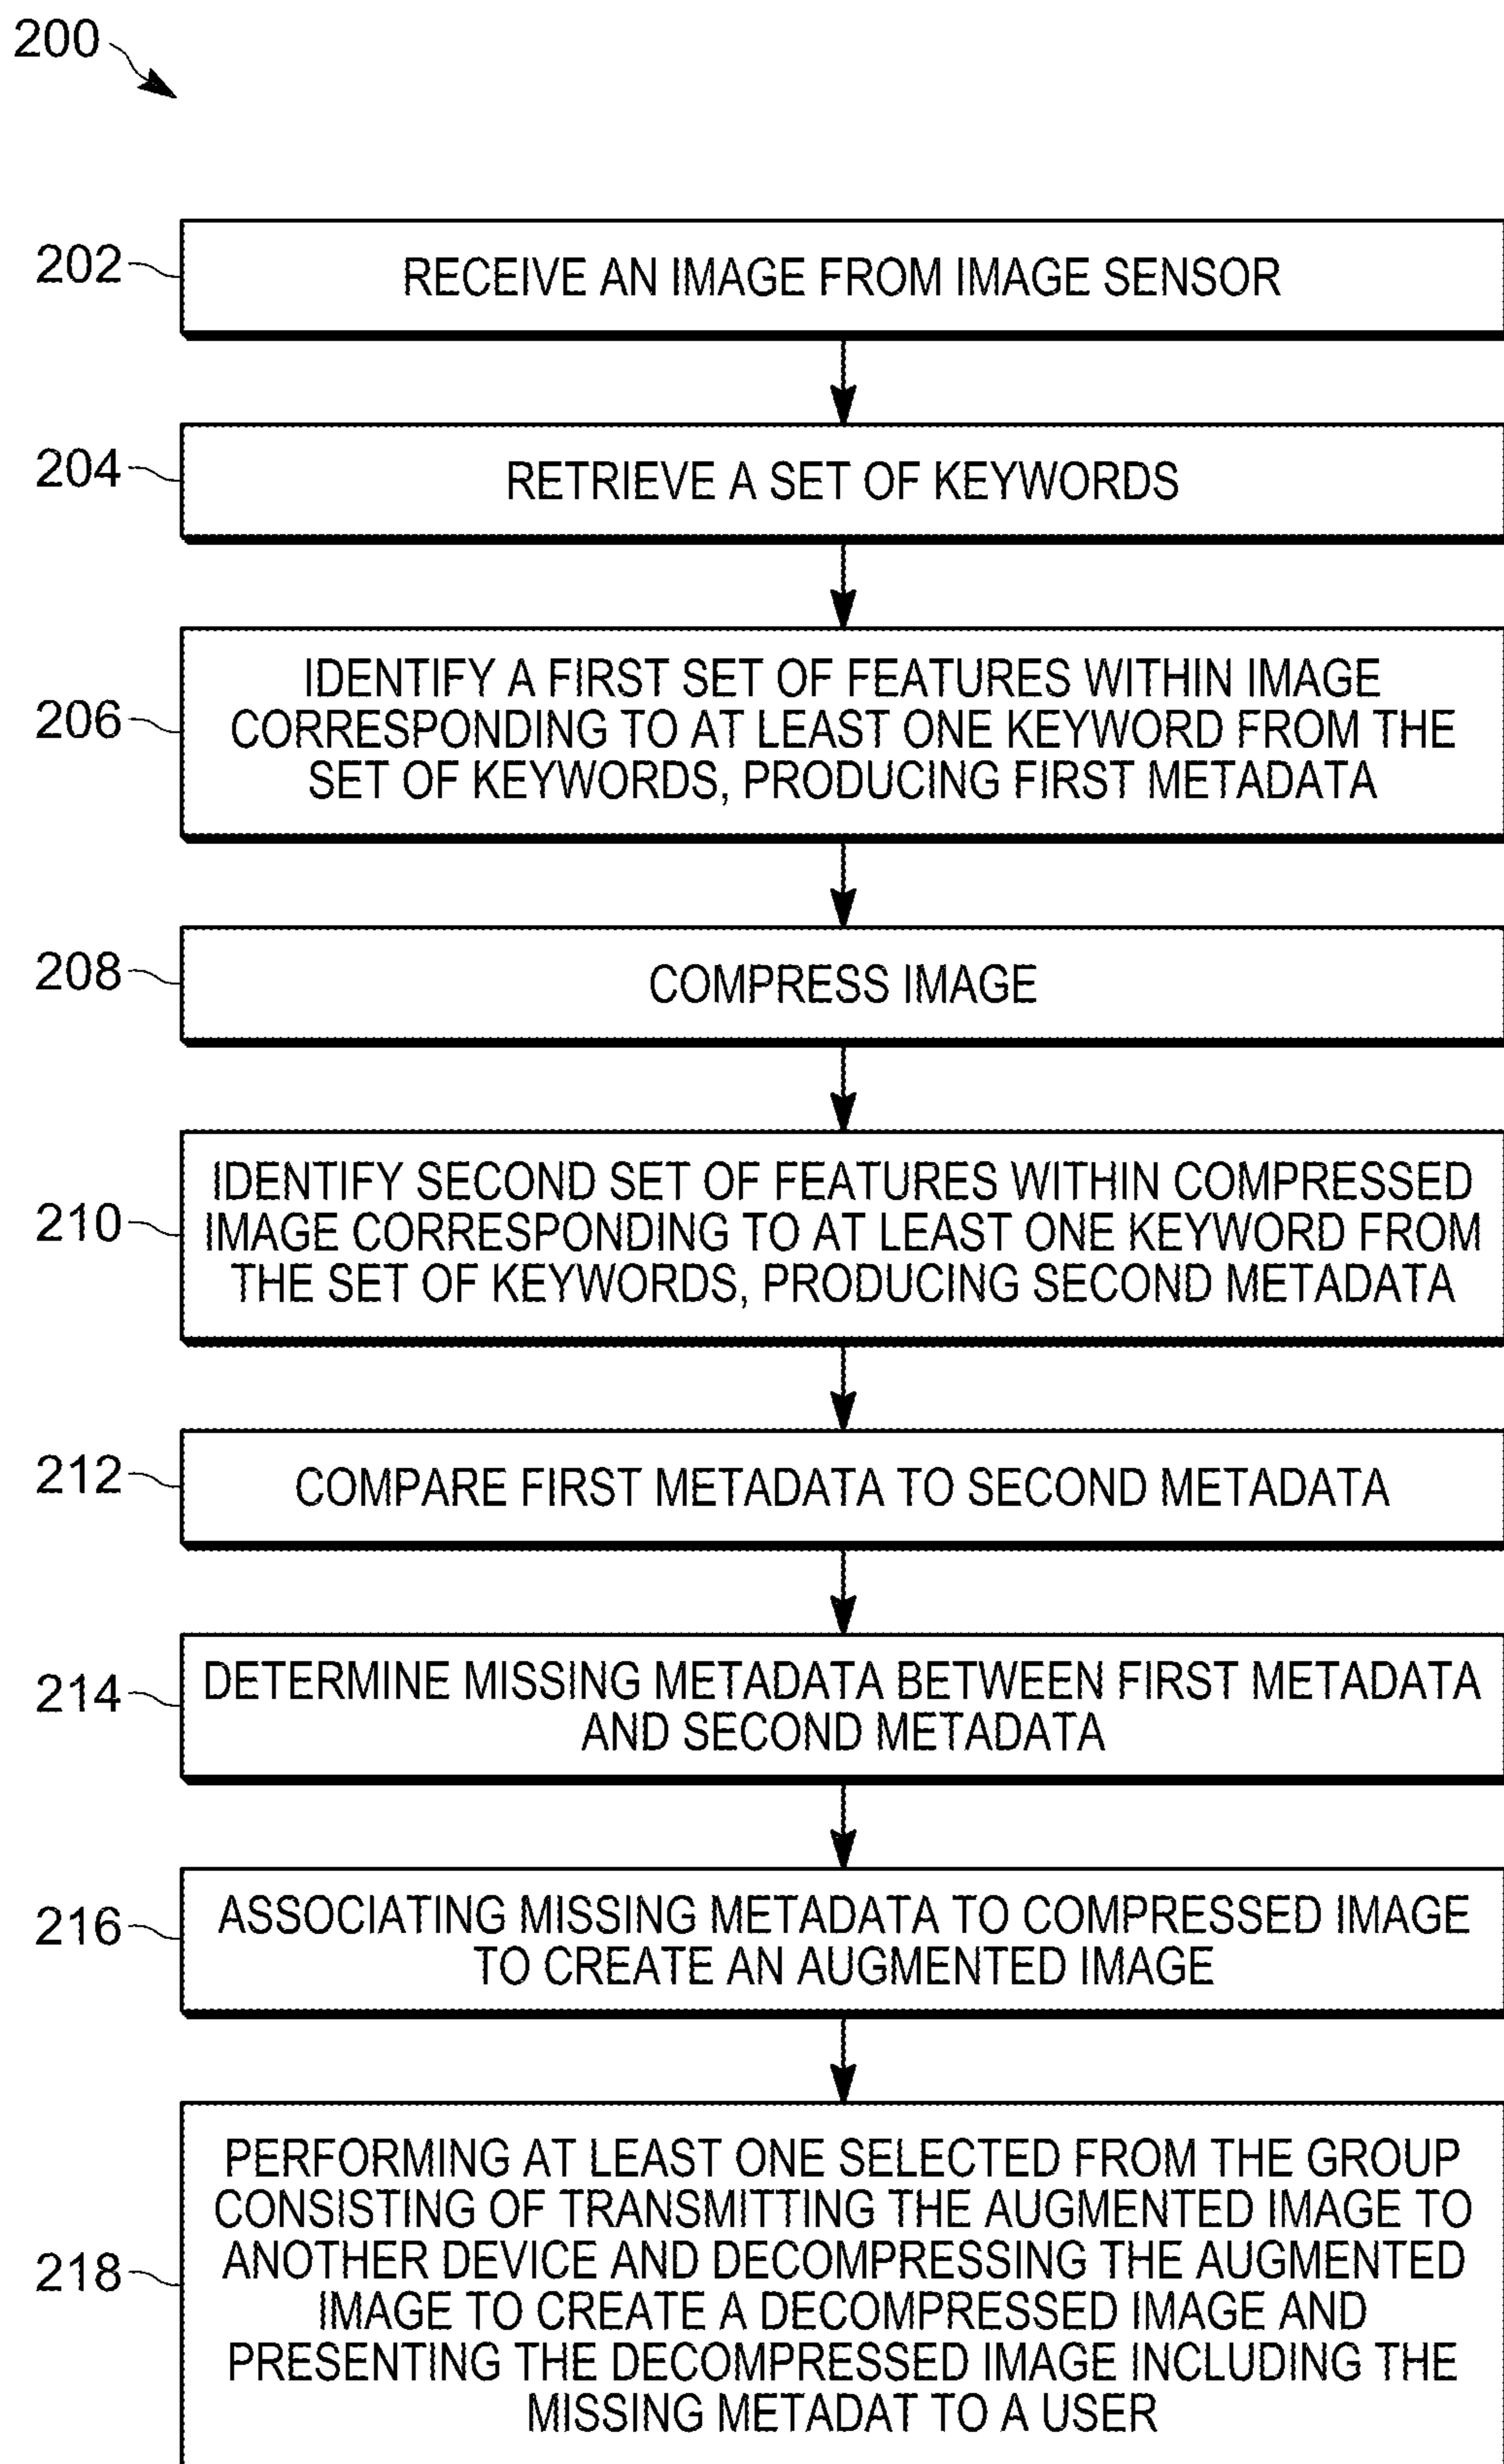 200
202
RECEIVE AN IMAGE FROM IMAGE SENSOR
204
RETRIEVE A SET OF KEYWORDS
206
IDENTIFY A FIRST SET OF FEATURES WITHIN IMAGE
CORRESPONDING TO AT LEAST ONE KEYWORD FROM THE
SET OF KEYWORDS, PRODUCING FIRST METADATA
208
COMPRESS IMAGE
210
IDENTIFY SECOND SET OF FEATURES WITHIN COMPRESSED
IMAGE CORRESPONDING TO AT LEAST ONE KEYWORD FROM
THE SET OF KEYWORDS, PRODUCING SECOND METADATA
212
COMPARE FIRST METADATA TO SECOND METADATA
214
DETERMINE MISSING METADATA BETWEEN FIRST METADATA
AND SECOND METADATA
216
ASSOCIATING MISSING METADATA TO COMPRESSED IMAGE
TO CREATE AN AUGMENTED IMAGE
218
PERFORMING AT LEAST ONE SELECTED FROM THE GROUP
CONSISTING OF TRANSMITTING THE AUGMENTED IMAGE TO
ANOTHER DEVICE AND DECOMPRESSING THE AUGMENTED
IMAGE TO CREATE A DECOMPRESSED IMAGE AND
PRESENTING THE DECOMPRESSED IMAGE INCLUDING THE
MISSING METADAT TO A USER